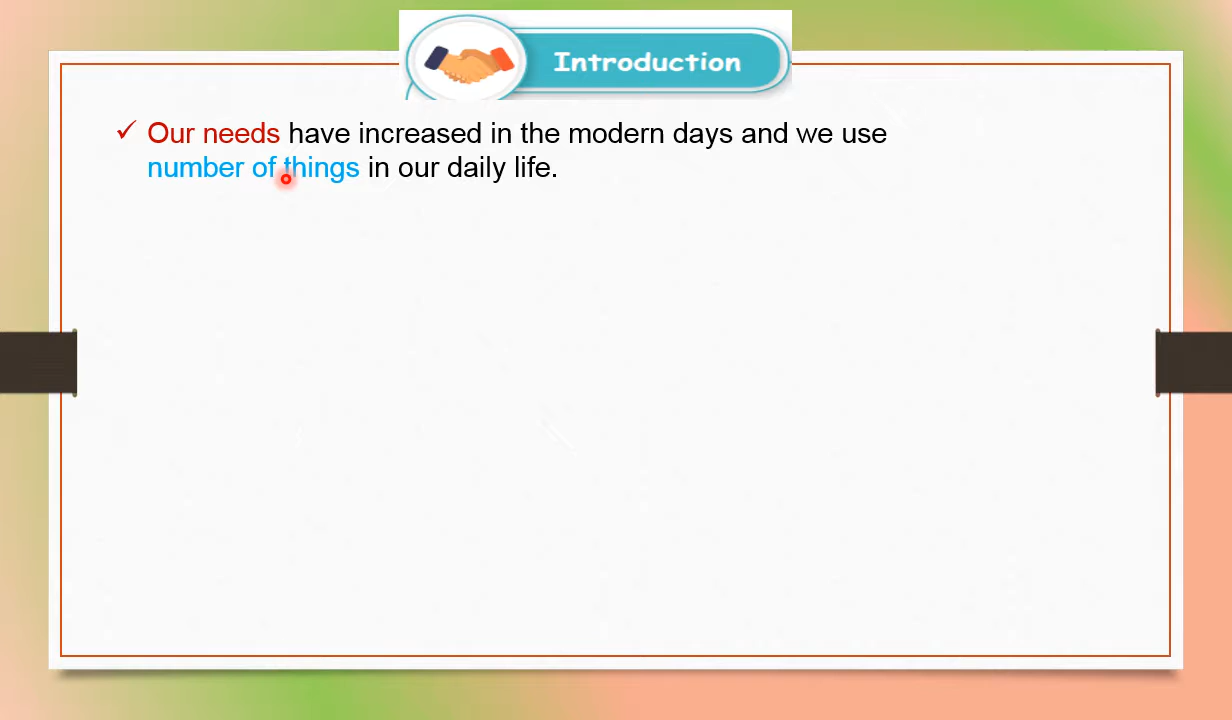 Introduction
✓ Our needs have increased in the modern days and we use
number of things in our daily life.